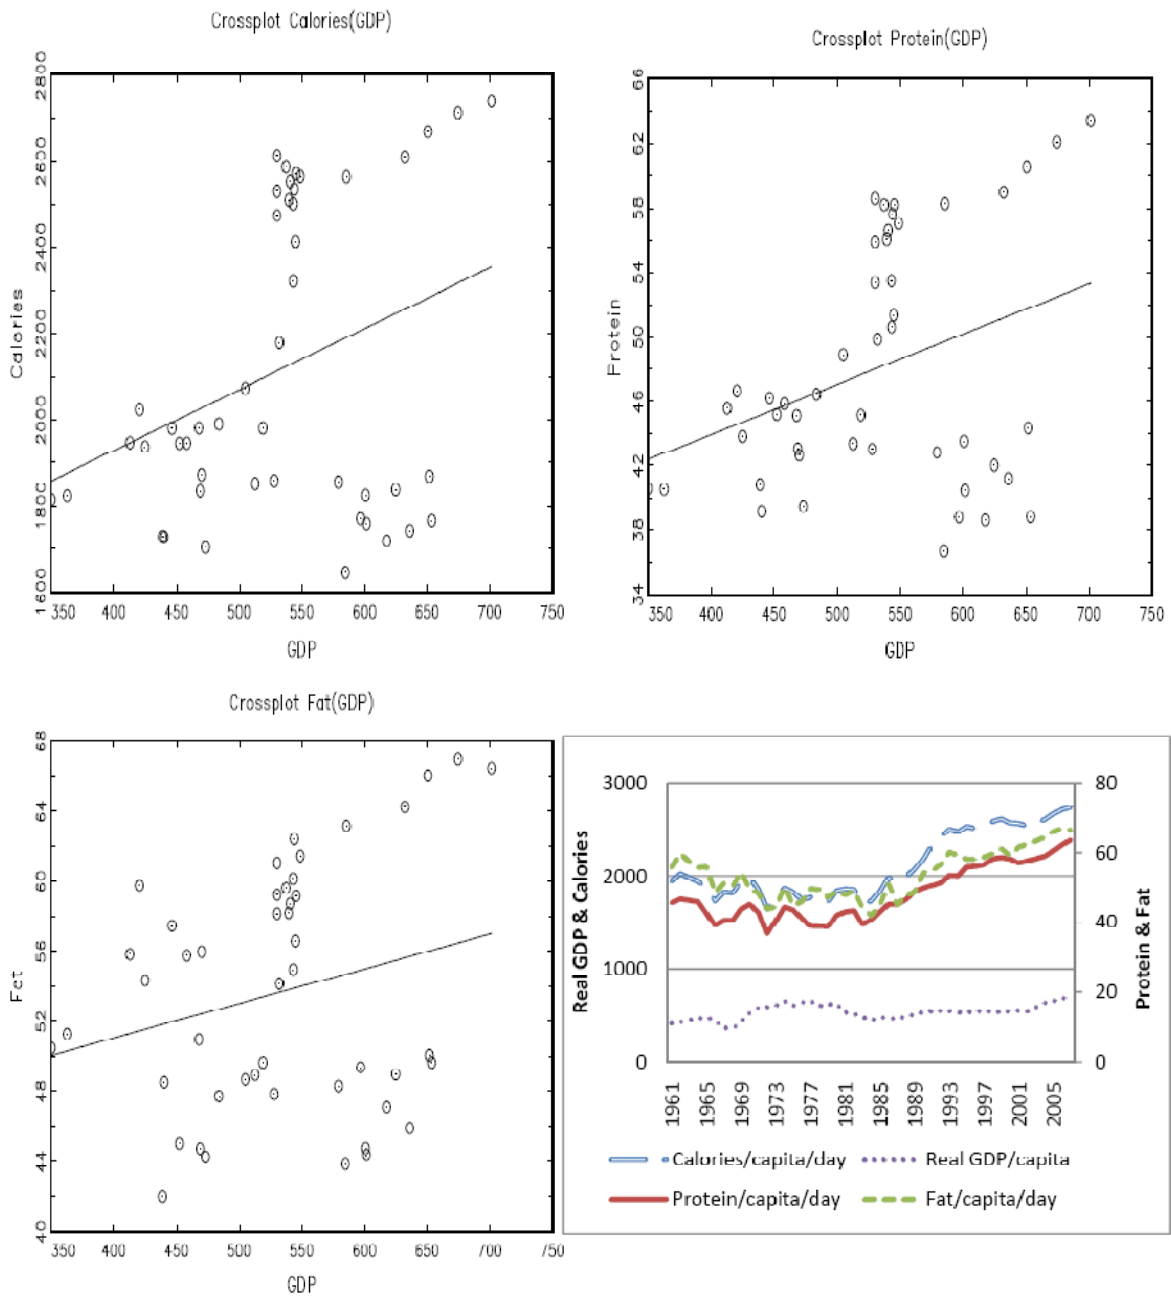 Crossplot Calories(GDP)
2800
2600
2400
2200
2000
1800
1600
Calories
350 400 450 500 550 600 650 700 750
GDP
Crossplot Protein(GDP)
66
62
58
54
50
46
42
38
34
Protein
350 400 450 500 550 600 650 700 750
GDP
Crossplot Fat(GDP)
68
64
60
56
52
48
44
40
Fat
350 400 450 500 550 600 650 700 750
GDP
3000
2000
1000
0
Real GDP & Calories
80
60
40
20
0
Protein & Fat
1961 1965 1969 1973 1977 1981 1985 1989 1993 1997 2001 2005
Calories/capita/day Real GDP/capita
Protein/capita/day Fat/capita/day